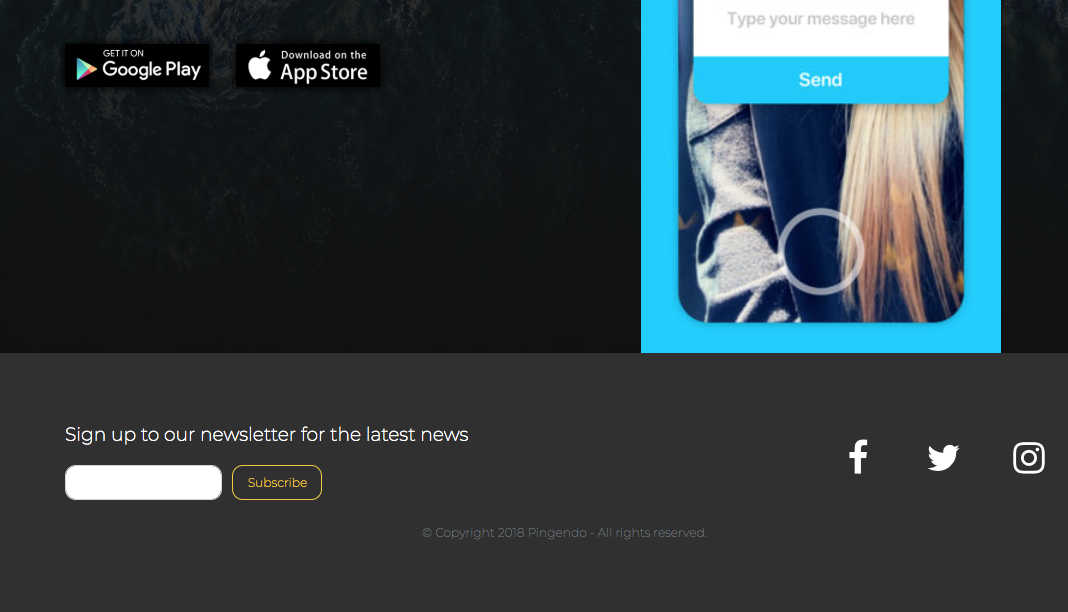 Type your message here
Send
GET IT ON
Google Play
Download on the
App Store
Sign up to our newsletter for the latest news
Subscribe
© Copyright 2018 Pingendo - All rights reserved.